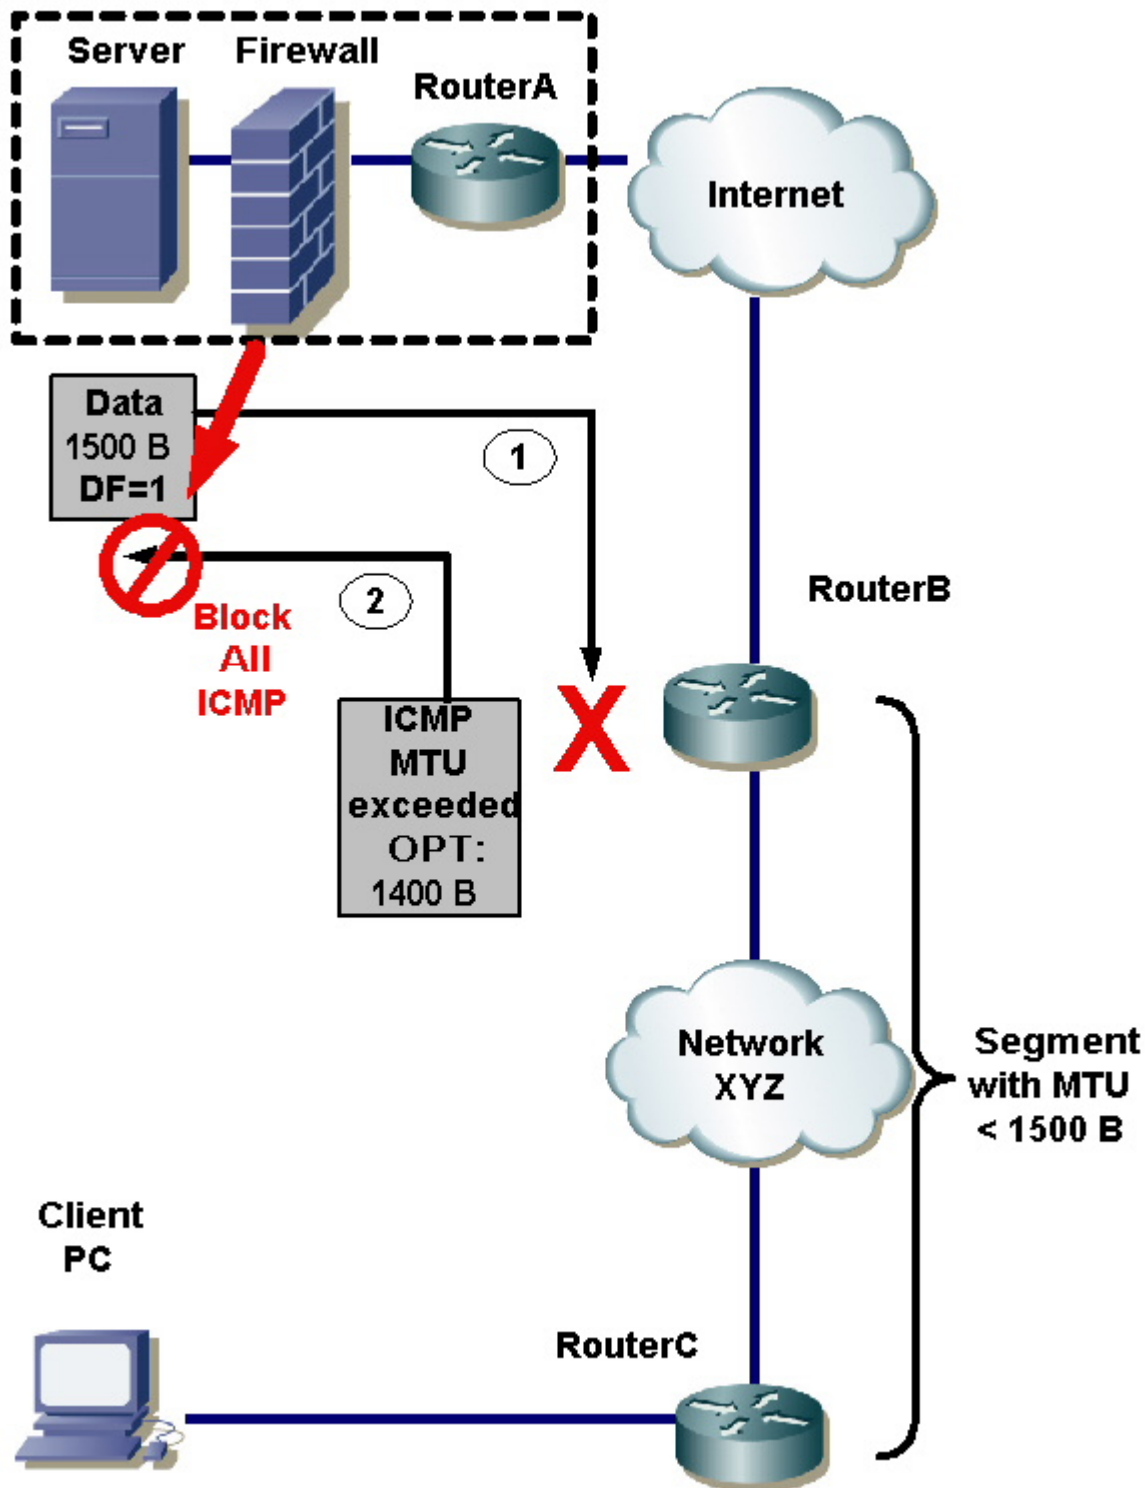 Server
Firewall
RouterA
Internet
Data
1500 B
DF=1
1
2
Block
All
ICMP
RouterB
ICMP
MTU
exceeded
OPT:
1400 B
Network
XYZ
Segment
with MTU
< 1500 B
Client
PC
RouterC